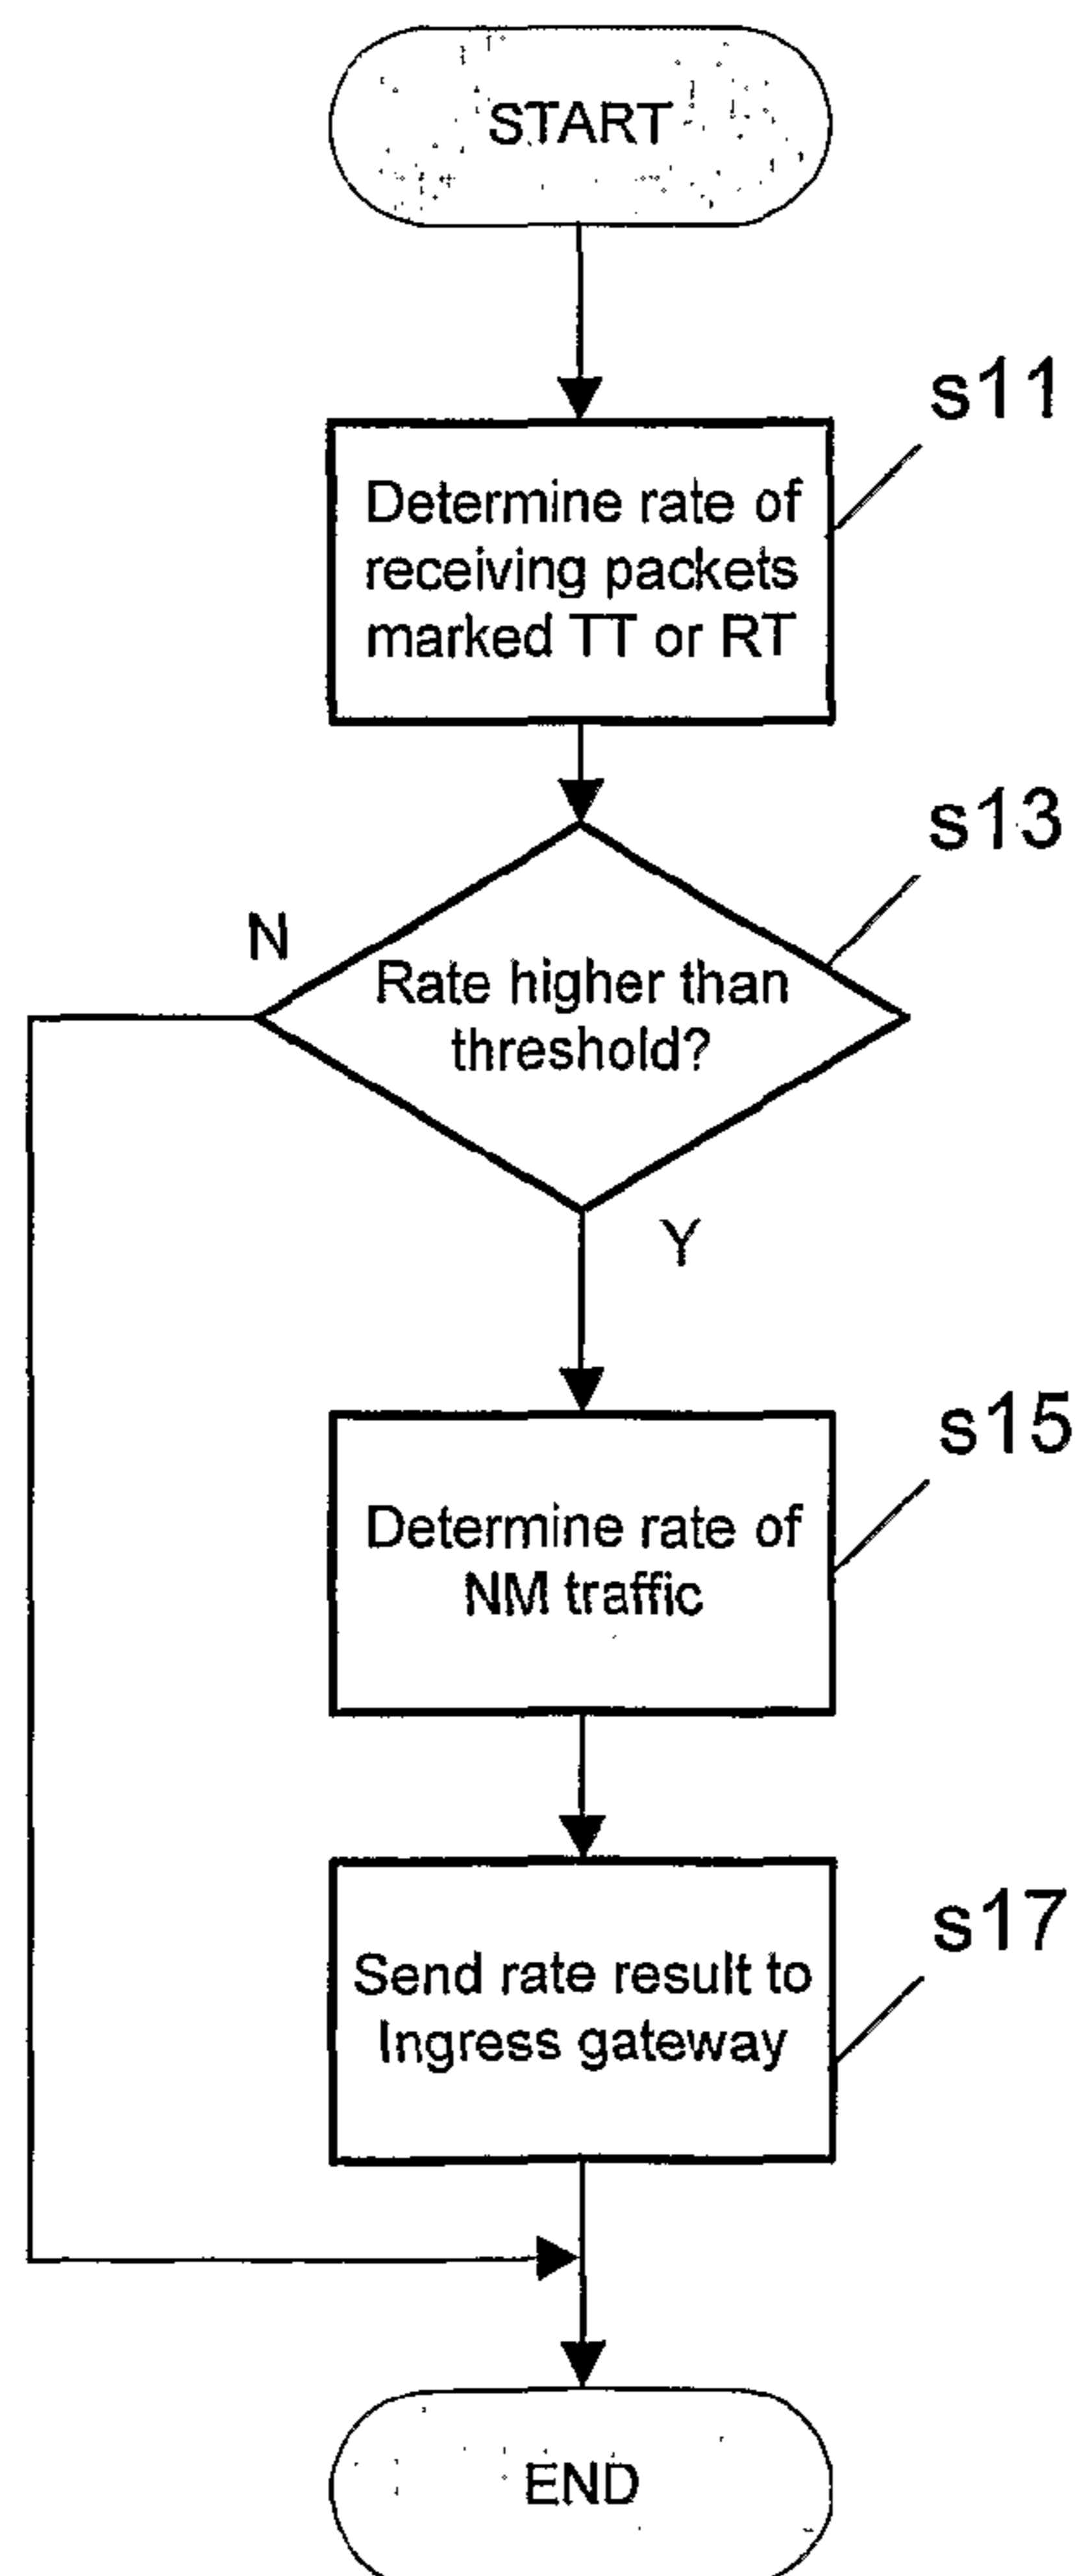 START
s11
Determine rate of
receiving packets
marked TT or RT
s13
N
Rate higher than
threshold?
Y
s15
Determine rate of
NM traffic
s17
Send rate result to
Ingress gateway
END